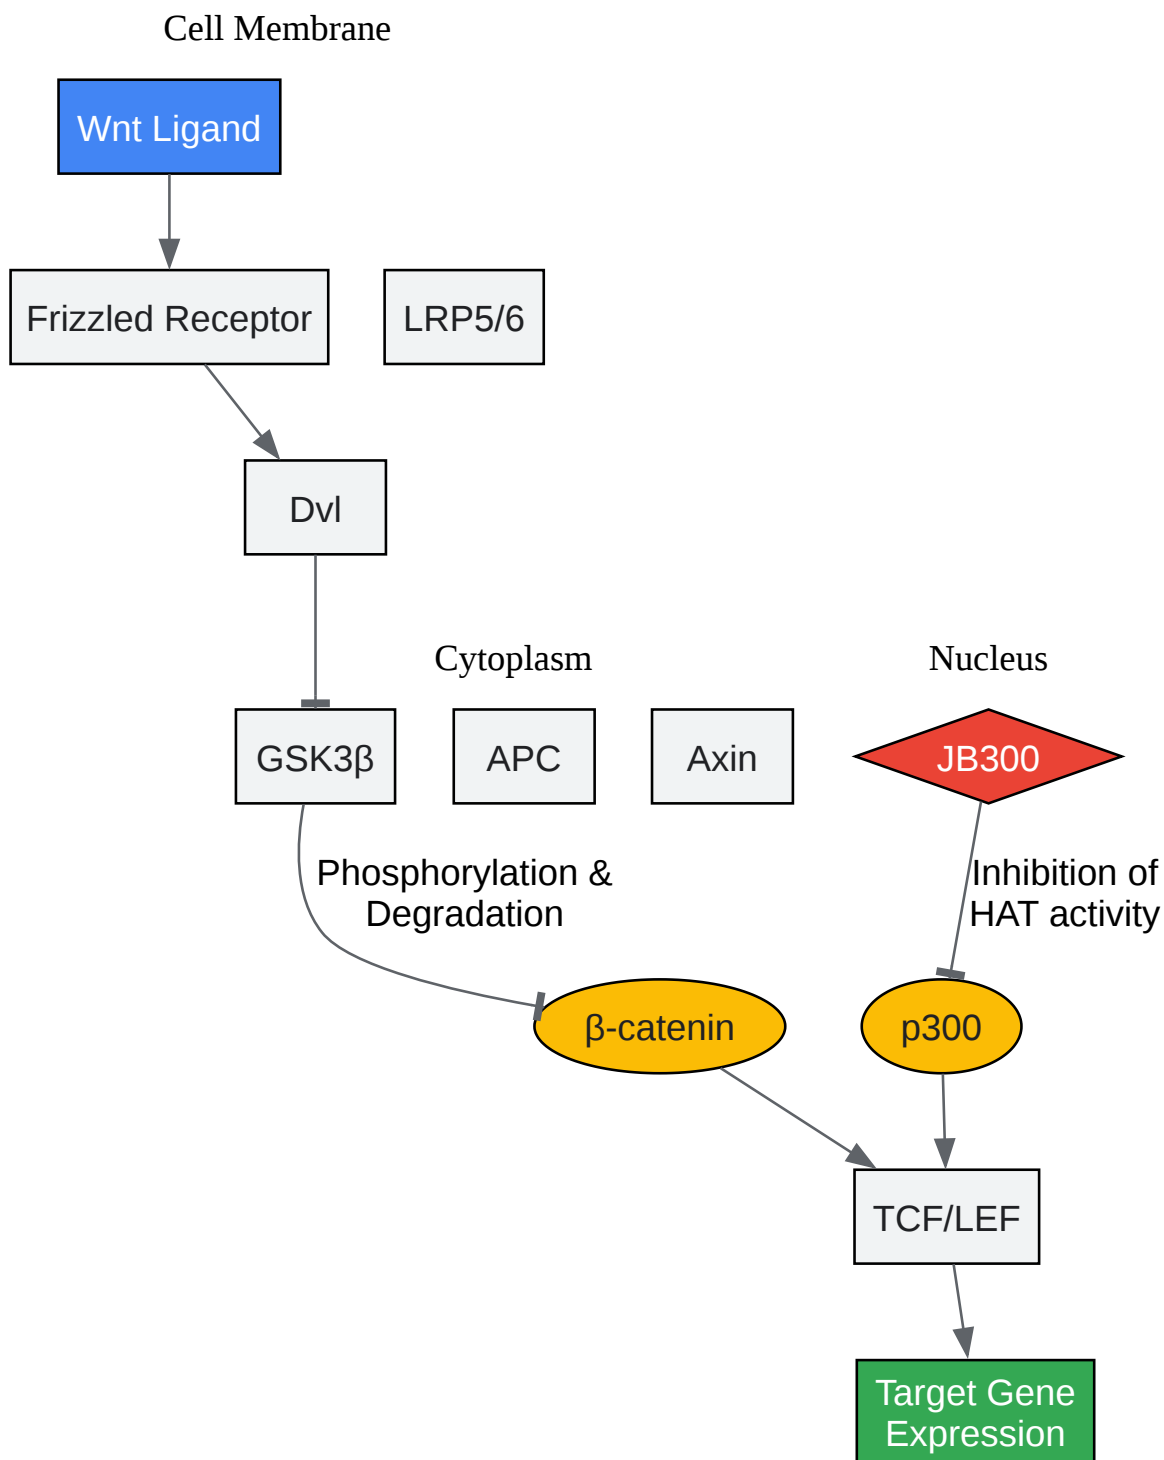 Cell Membrane
Wnt Ligand
Frizzled Receptor
LRP5/6
Dvl
Cytoplasm
Nucleus
GSK3β
APC
Axin
JB300
Phosphorylation &
Degradation
Inhibition of
HAT activity
β-catenin
p300
TCF/LEF
Target Gene
Expression